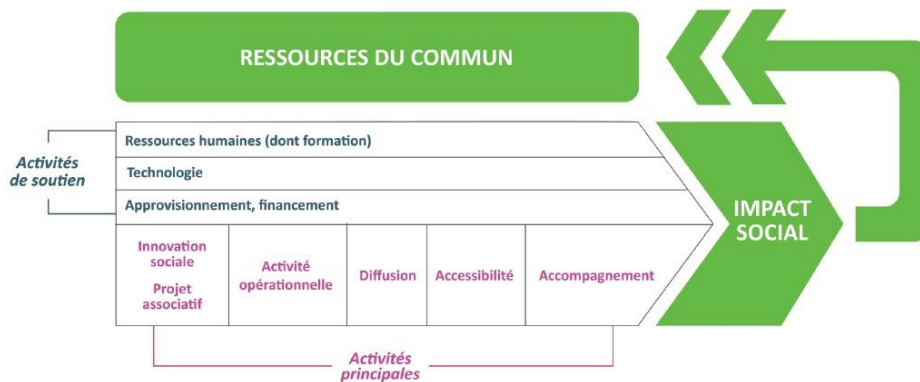 RESSOURCES DU COMMUN
Activités
de soutien
Ressources humaines (dont formation)
Technologie
Approvisionnement, financement
IMPACT
SOCIAL
Innovation
sociale
Projet
associatif
Activité
opérationnelle
Diffusion
Accessibilité
Accompagnement
Activités
principales